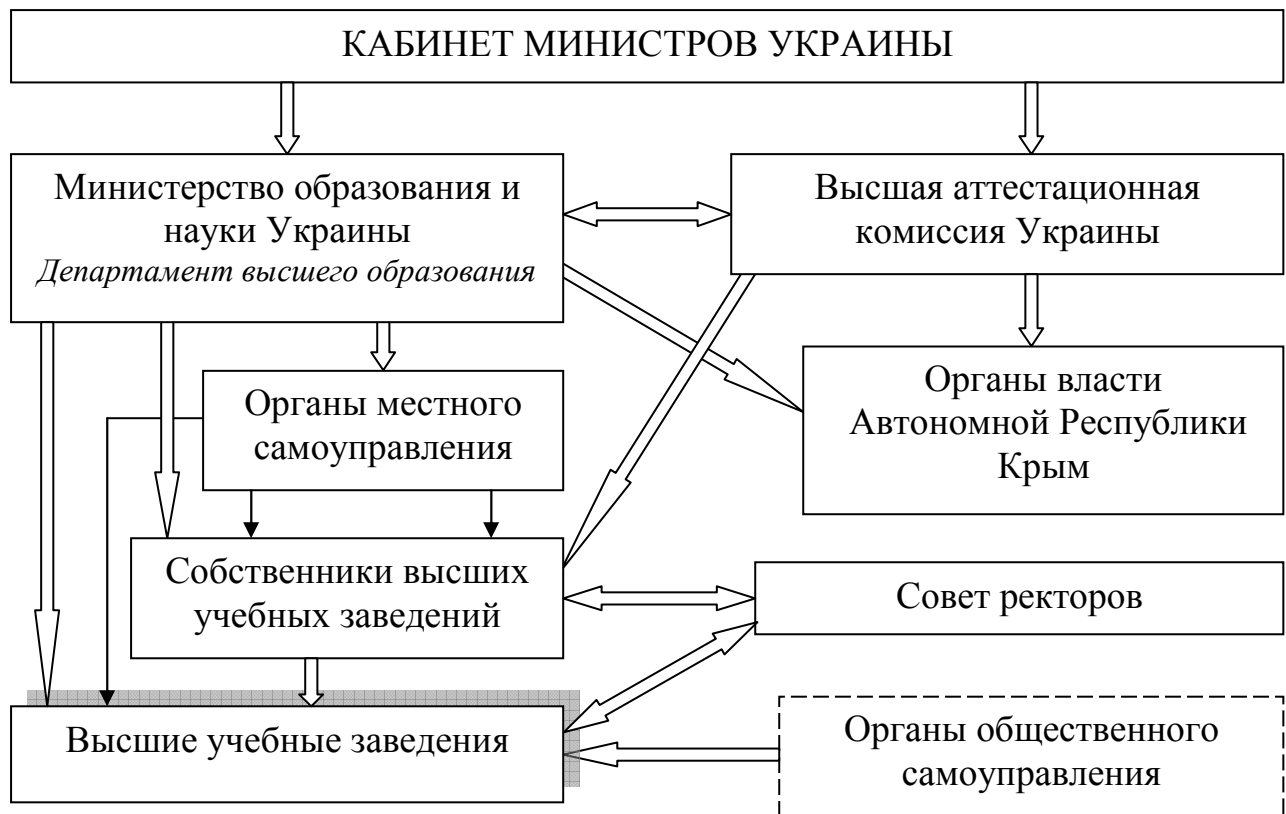 КАБИНЕТ МИНИСТРОВ УКРАИНЫ
Министерство образования и
науки Украины
Департамент высшего образования
Высшая аттестационная
комиссия Украины
Органы местного
самоуправления
Органы власти
Автономной Республики
Крым
Собственники высших
учебных заведений
Совет ректоров
Высшие учебные заведения
Органы общественного
самоуправления